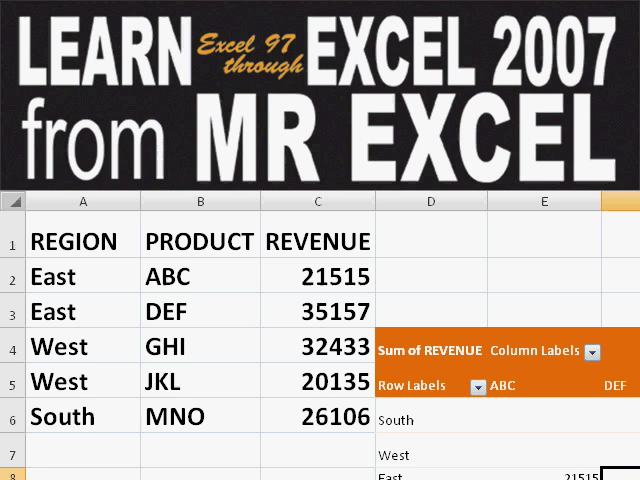 LEARN Excel 97 through EXCEL 2007
from MR EXCEL
A B C D E
1 REGION PRODUCT REVENUE
2 East ABC 21515
3 East DEF 35157
4 West GHI 32433 Sum of REVENUE Column Labels
5 West JKL 20135 Row Labels ABC DEF
6 South MNO 26106 South
7 West
8 East 21515